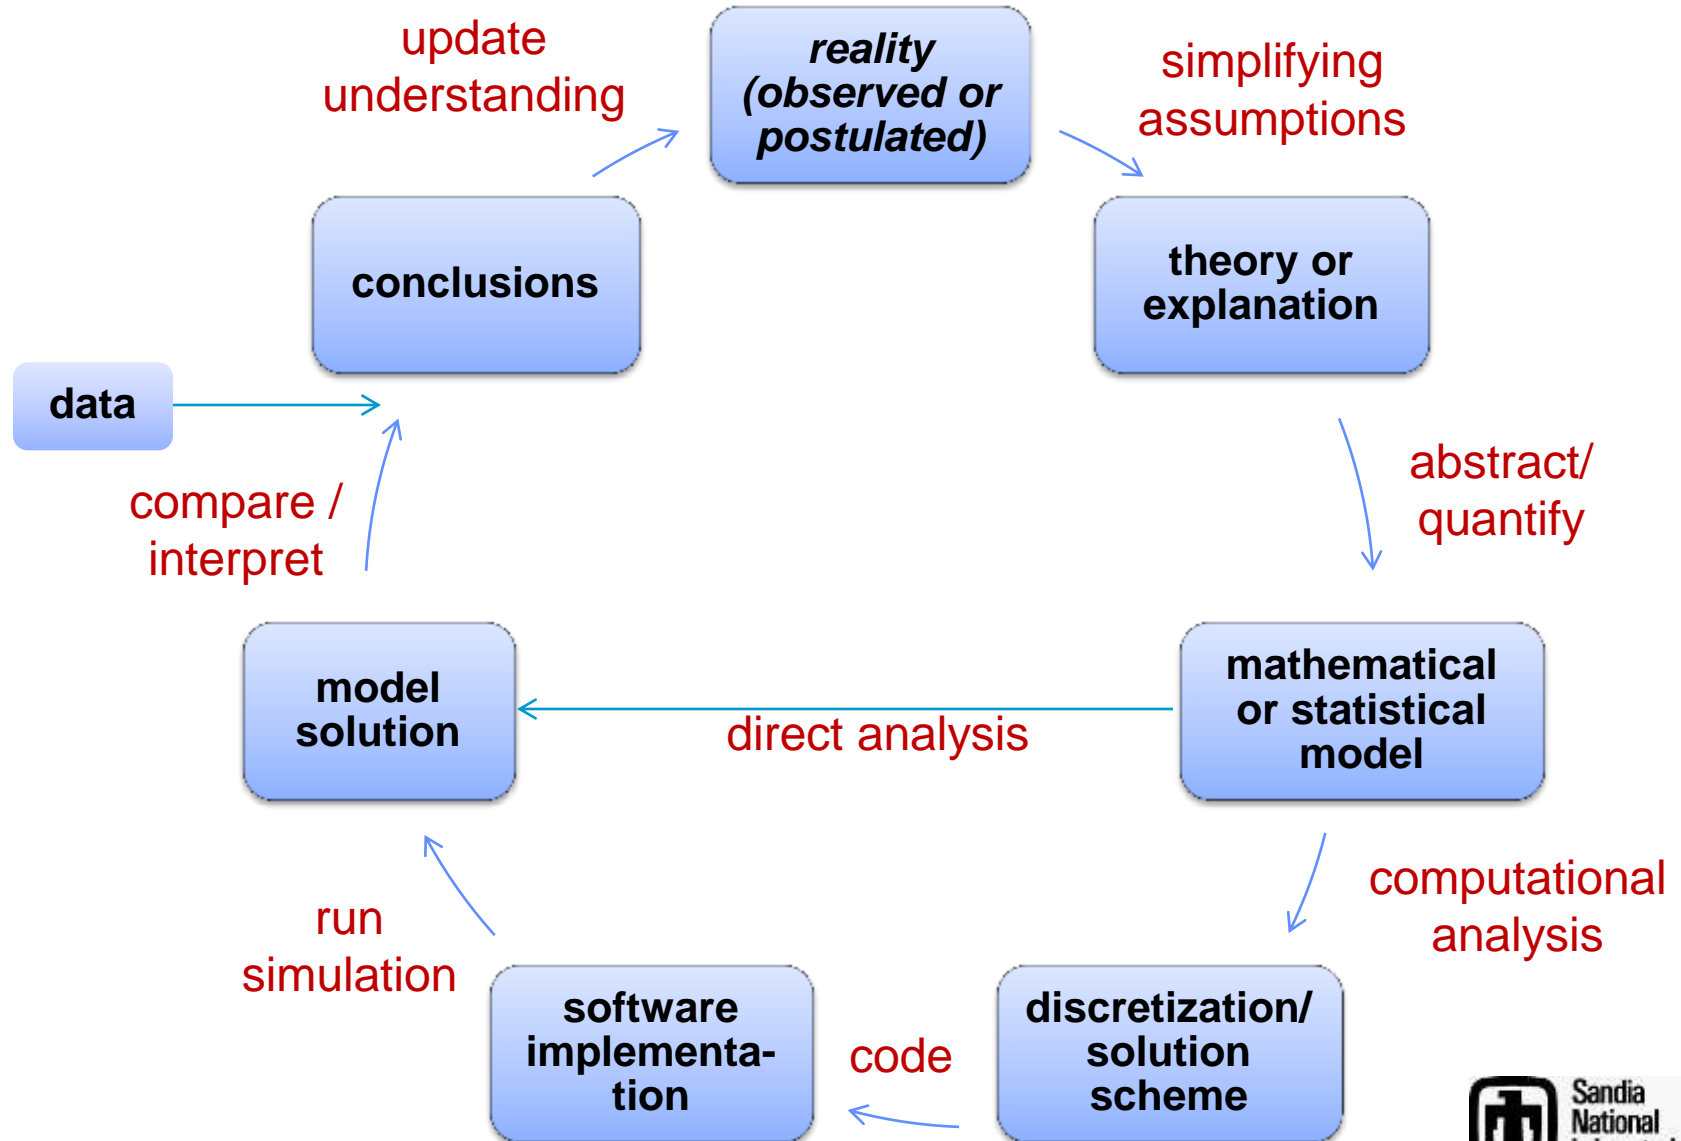 update
understanding
reality
(observed or
postulated)
simplifying
assumptions
conclusions
theory or
explanation
data
compare /
interpret
abstract/
quantify
model
solution
direct analysis
mathematical
or statistical
model
run
simulation
computational
analysis
software
implementa-
tion
code
discretization/
solution
scheme
Sandia
National